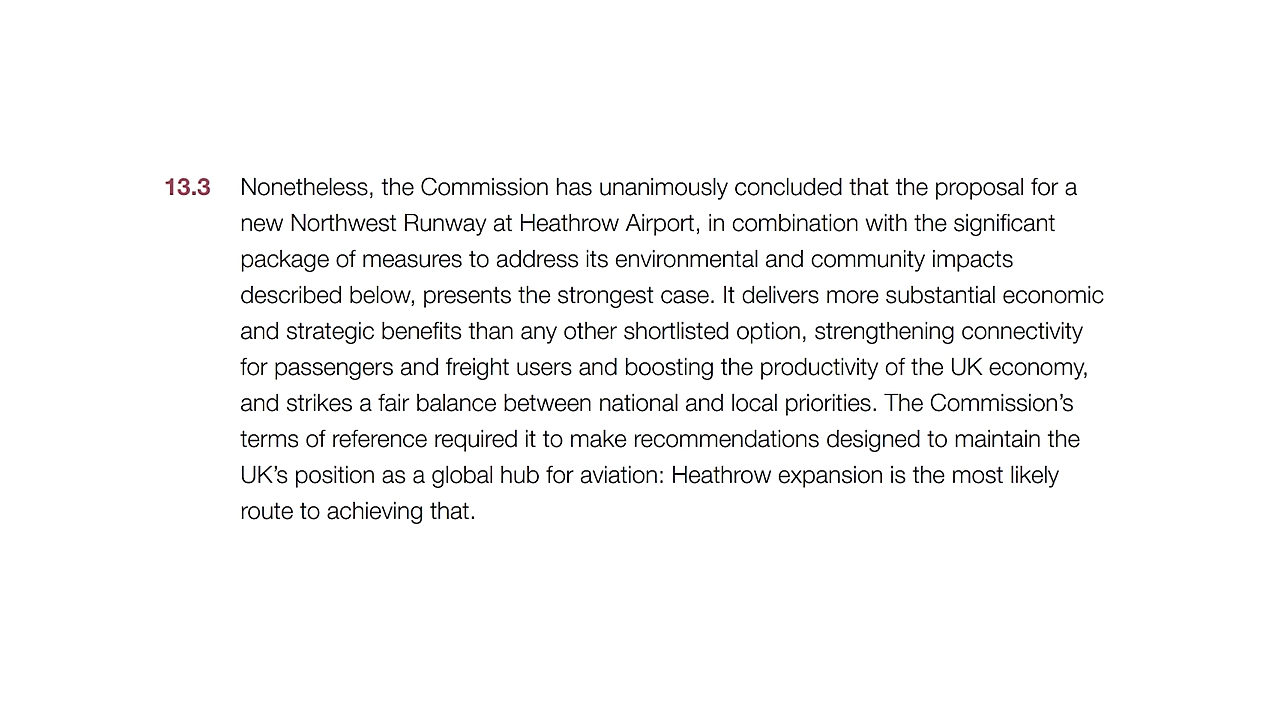 13.3 Nonetheless, the Commission has unanimously concluded that the proposal for a
new Northwest Runway at Heathrow Airport, in combination with the significant
package of measures to address its environmental and community impacts
described below, presents the strongest case. It delivers more substantial economic
and strategic benefits than any other shortlisted option, strengthening connectivity
for passengers and freight users and boosting the productivity of the UK economy,
and strikes a fair balance between national and local priorities. The Commission’s
terms of reference required it to make recommendations designed to maintain the
UK’s position as a global hub for aviation: Heathrow expansion is the most likely
route to achieving that.